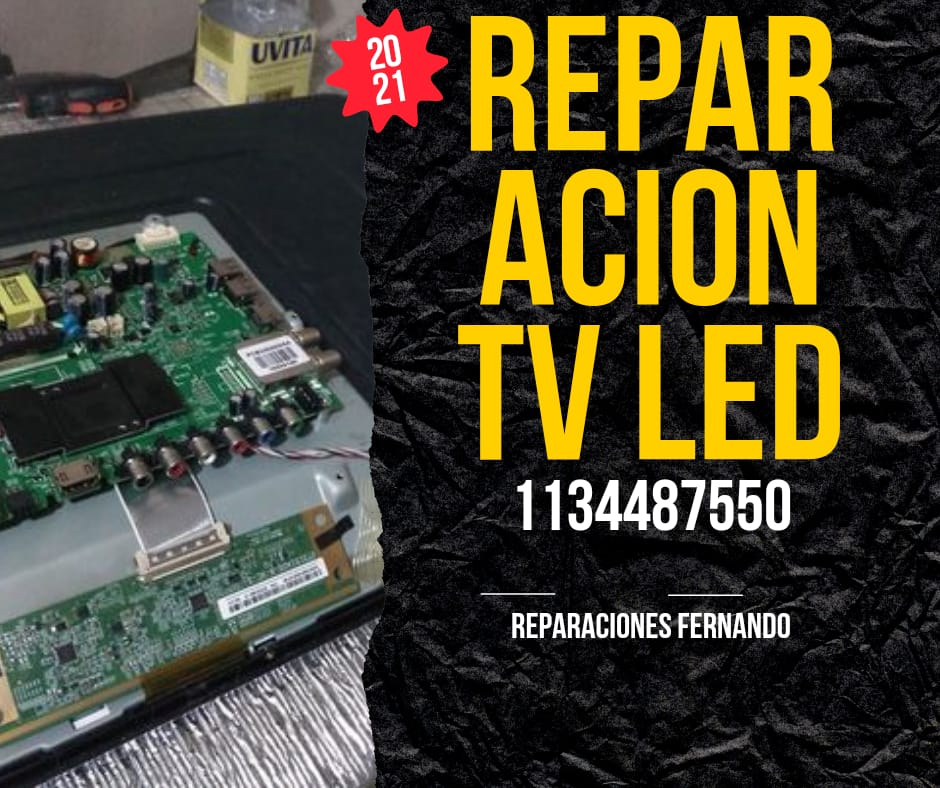 UVITA
20
21
REPAR
ACION
TV LED
1134487550
REPARACIONES FERNANDO